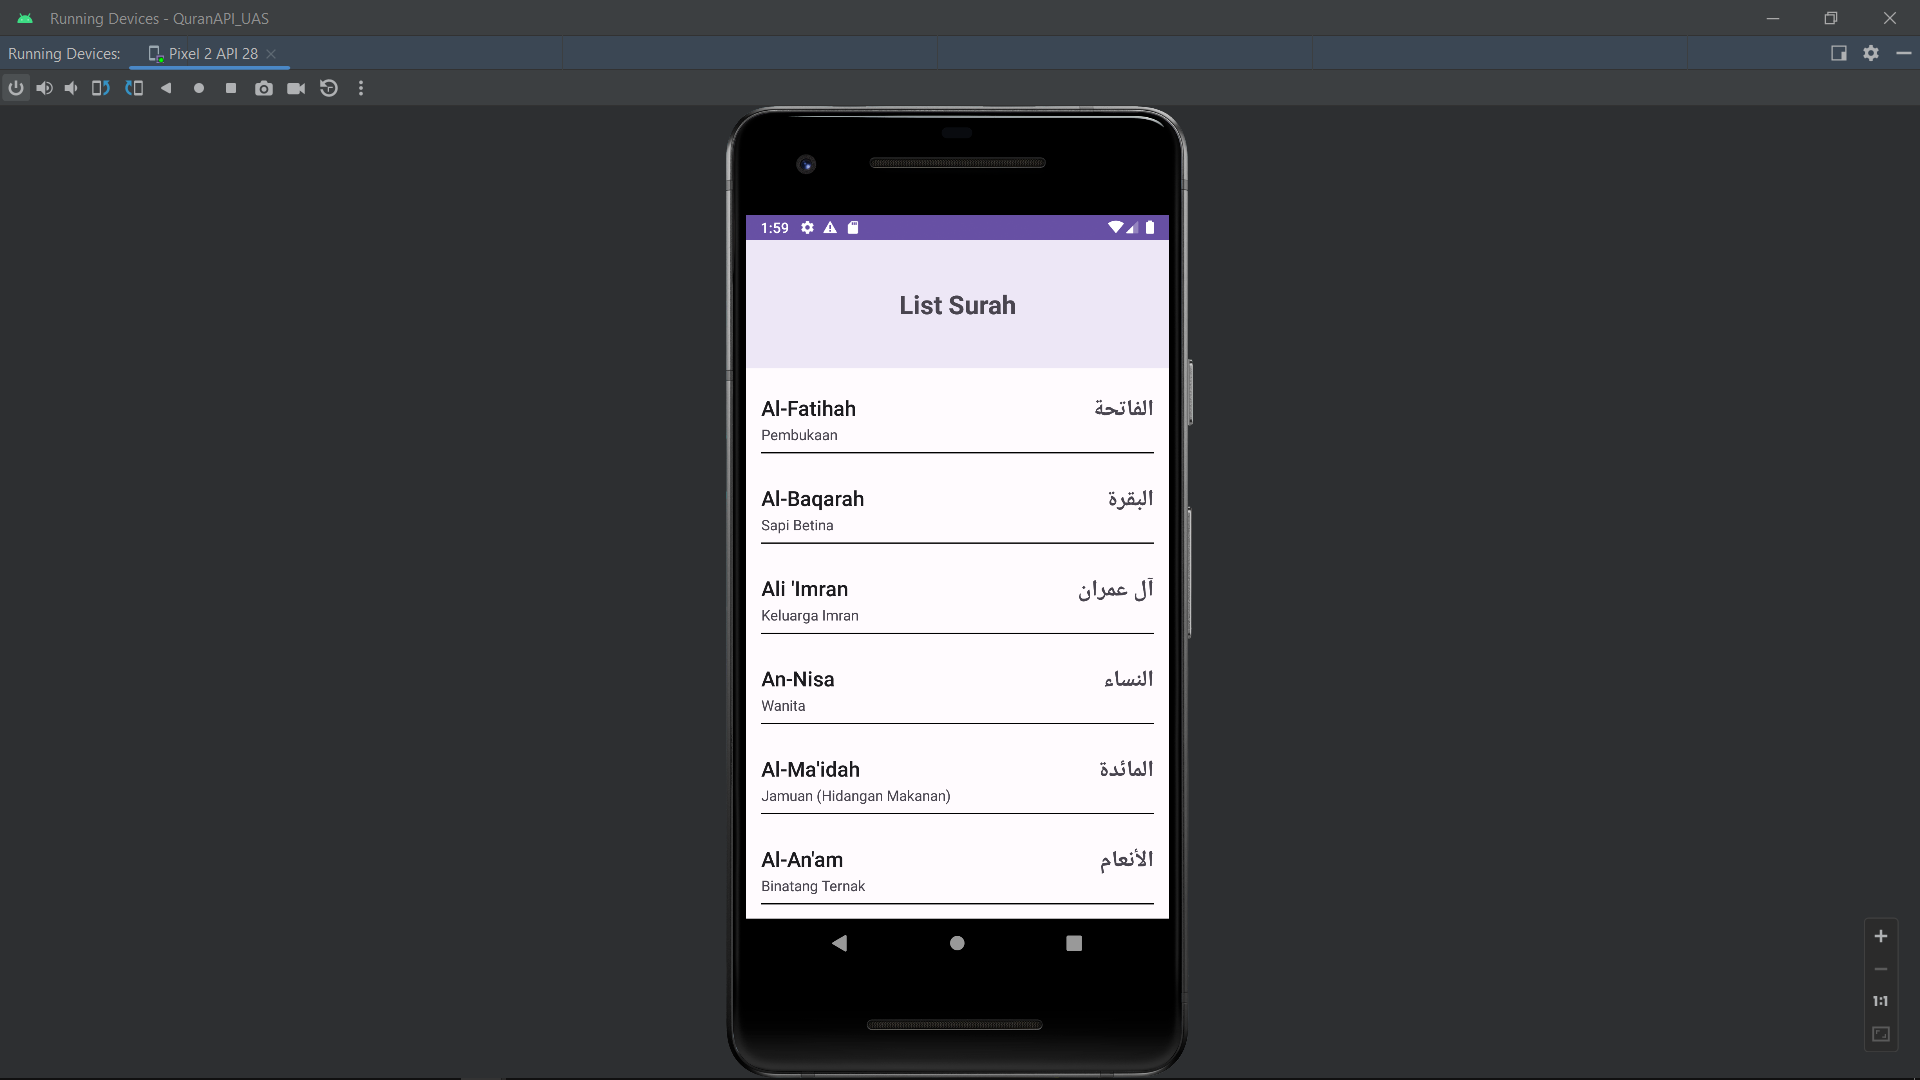 Running Devices - QuranAPI_UAS
Running Devices: Pixel 2 API 28
1:59
List Surah
Al-Fatihah الفاتحة
Pembukaan
Al-Baqarah البقرة
Sapi Betina
Ali 'Imran آل عمران
Keluarga Imran
An-Nisa النساء
Wanita
Al-Ma'idah المائدة
Jamuan (Hidangan Makanan)
Al-An'am الأنعام
Binatang Ternak
1:1